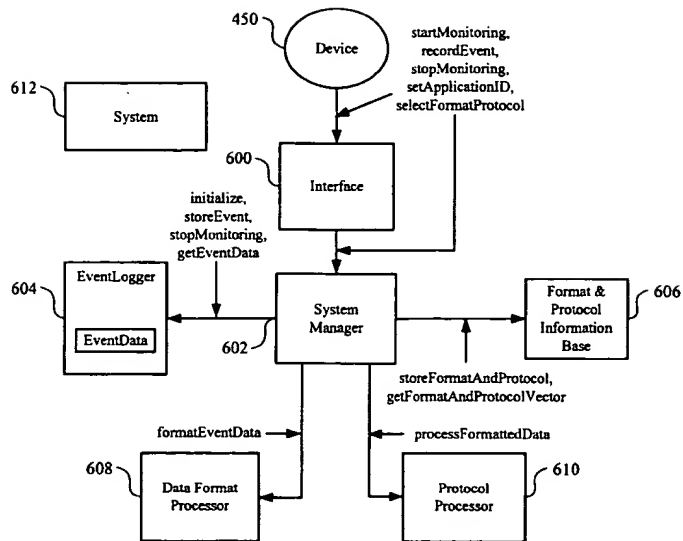 450
Device
startMonitoring,
recordEvent,
stopMonitoring,
setApplicationID,
selectFormatProtocol
612
System
600
Interface
initialize,
storeEvent,
stopMonitoring,
getEventData
604
EventLogger
EventData
602
System
Manager
Format &
Protocol
Information
Base
606
storeFormatAndProtocol,
getFormatAndProtocolVector
formatEventData
processFormattedData
608
Data Format
Processor
Protocol
Processor
610